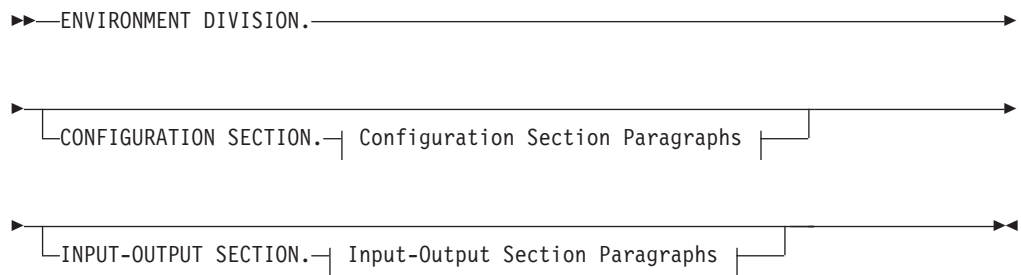 ENVIRONMENT DIVISION.
CONFIGURATION SECTION. Configuration Section Paragraphs
INPUT-OUTPUT SECTION. Input-Output Section Paragraphs